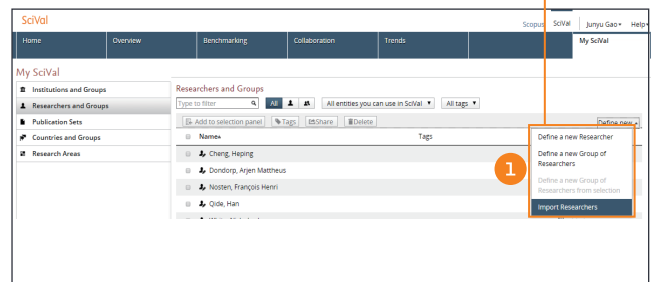 SciVal
Scopus SciVal Junyu Gao Help
Home Overview Benchmarking Collaboration Trends My SciVal
My SciVal
Institutions and Groups
Researchers and Groups
Publication Sets
Countries and Groups
Research Areas
Researchers and Groups
Type to filter All All entities you can use in SciVal All tags
Add to selection panel Tags Share Delete Define new
Name Tags
Cheng, Heping
Dondorp, Arjen Mattheus
Nosten, François Henri
Qide, Han
Define a new Researcher
Define a new Group of
Researchers
Define a new Group of
Researchers from selection
Import Researchers
1